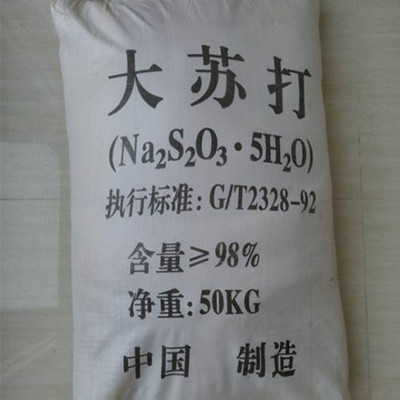 大苏打
(Na₂S₂O₃·5H₂O)
执行标准：G/T2328-92
含量≥98%
净重:50KG
中国 制造